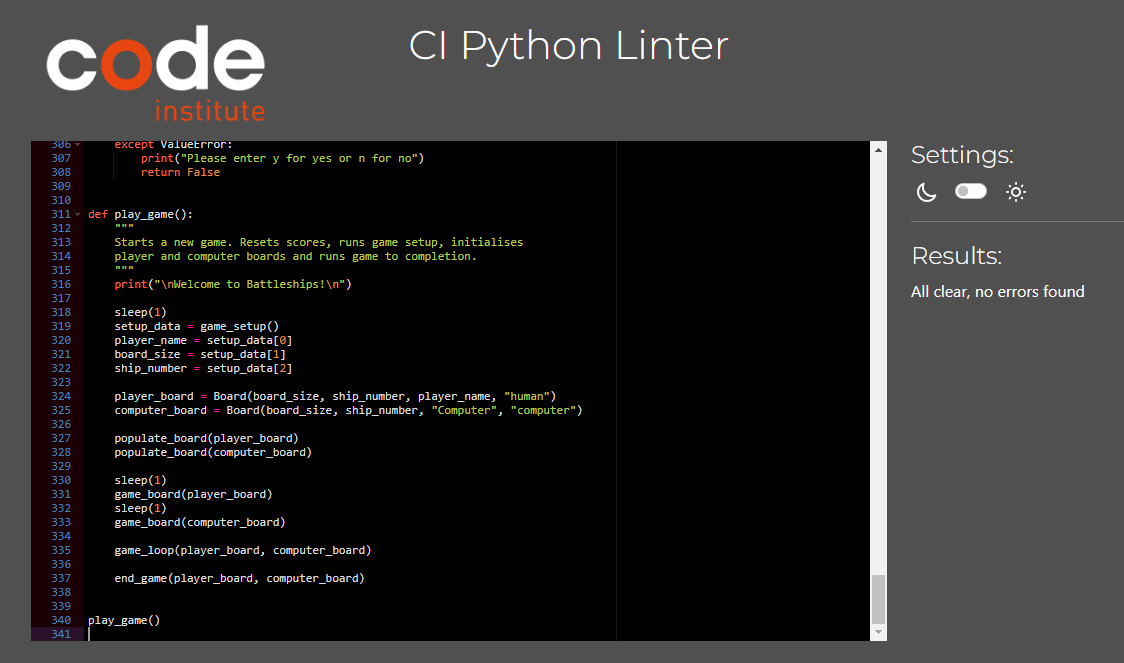 code
institute
CI Python Linter
306 except ValueError:
307 print("Please enter y for yes or n for no")
308 return False
309
310
311 def play_game():
312 """
313 Starts a new game. Resets scores, runs game setup, initialises
314 player and computer boards and runs game to completion.
315 """
316 print("\nWelcome to Battleships!\n")
317
318 sleep(1)
319 setup_data = game_setup()
320 player_name = setup_data[0]
321 board_size = setup_data[1]
322 ship_number = setup_data[2]
323
324 player_board = Board(board_size, ship_number, player_name, "human")
325 computer_board = Board(board_size, ship_number, "Computer", "computer")
326
327 populate_board(player_board)
328 populate_board(computer_board)
329
330 sleep(1)
331 game_board(player_board)
332 sleep(1)
333 game_board(computer_board)
334
335 game_loop(player_board, computer_board)
336
337 end_game(player_board, computer_board)
338
339
340 play_game()
341
Settings:
Results:
All clear, no errors found